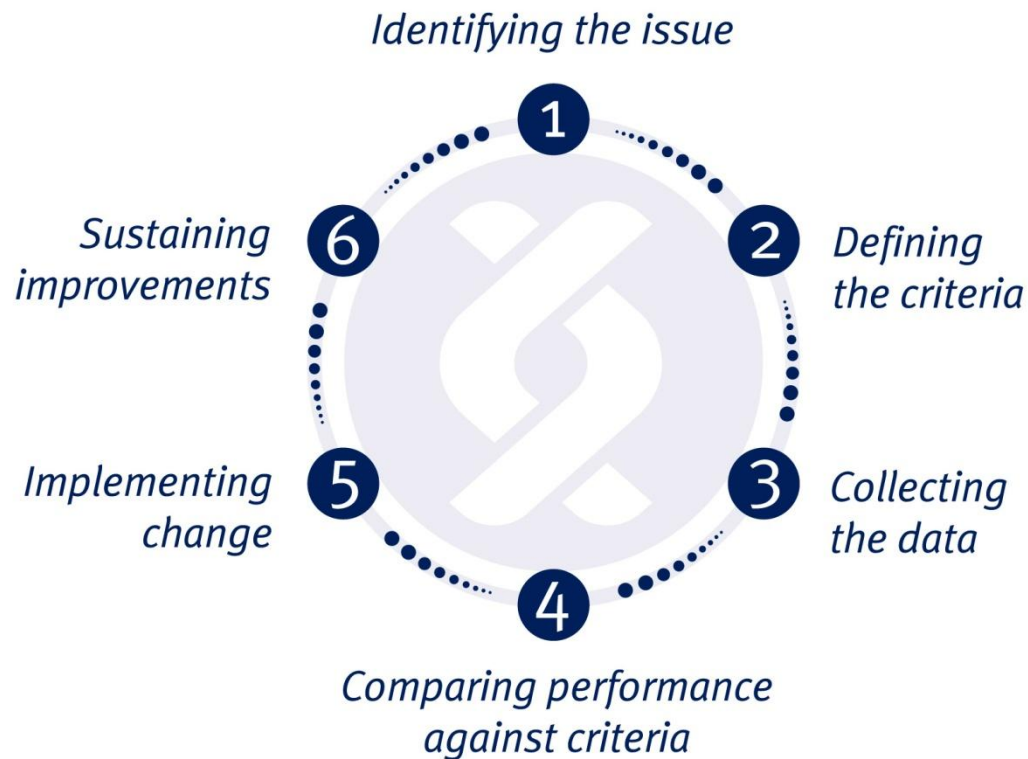 Identifying the issue
1
2
Defining
the criteria
3
Collecting
the data
4
Comparing performance
against criteria
5
Implementing
change
6
Sustaining
improvements